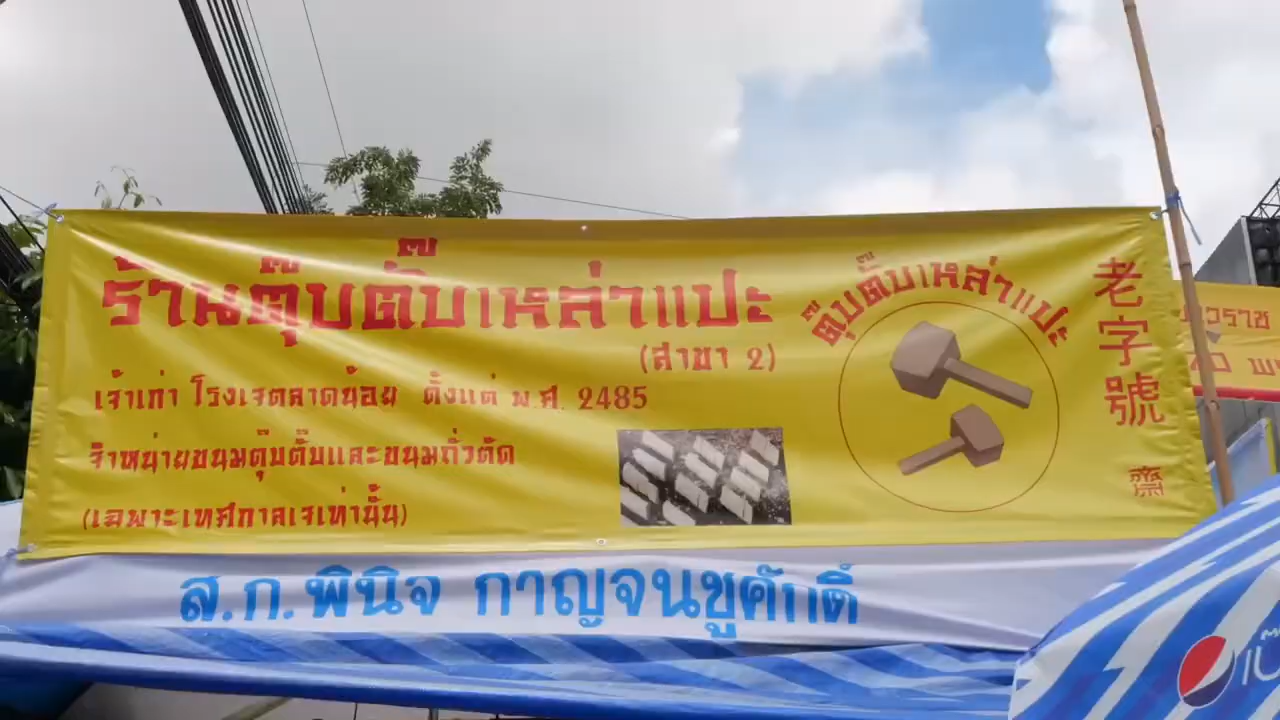 ร้านตุ๊บตั๊บเหล่าแปะ
(สาขา 2)
เจ้าเก่า โรงเจตลาดน้อย ตั้งแต่ พ.ศ. 2485
จำหน่ายขนมตุ๊บตั๊บและขนมถั่วตัด
(เฉพาะเทศกาลเจเท่านั้น)
ตุ๊บตั๊บเหล่าแปะ
老字號
齋
ส.ก.พินิจ กาญจนชูศักดิ์